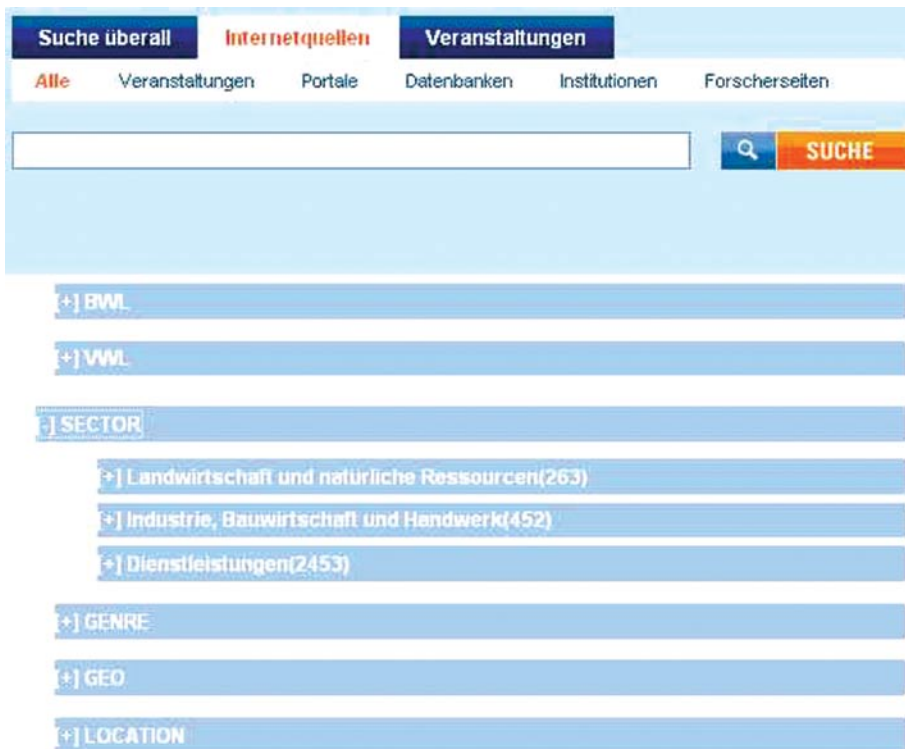 Suche überall Internetquellen Veranstaltungen
Alle Veranstaltungen Portale Datenbanken Institutionen Forscherseiten
SUCHE
[+] BWL
[+] VWL
[-] SECTOR
[+] Landwirtschaft und natürliche Ressourcen(263)
[+] Industrie, Bauwirtschaft und Handwerk(452)
[+] Dienstleistungen(2453)
[+] GENRE
[+] GEO
[+] LOCATION